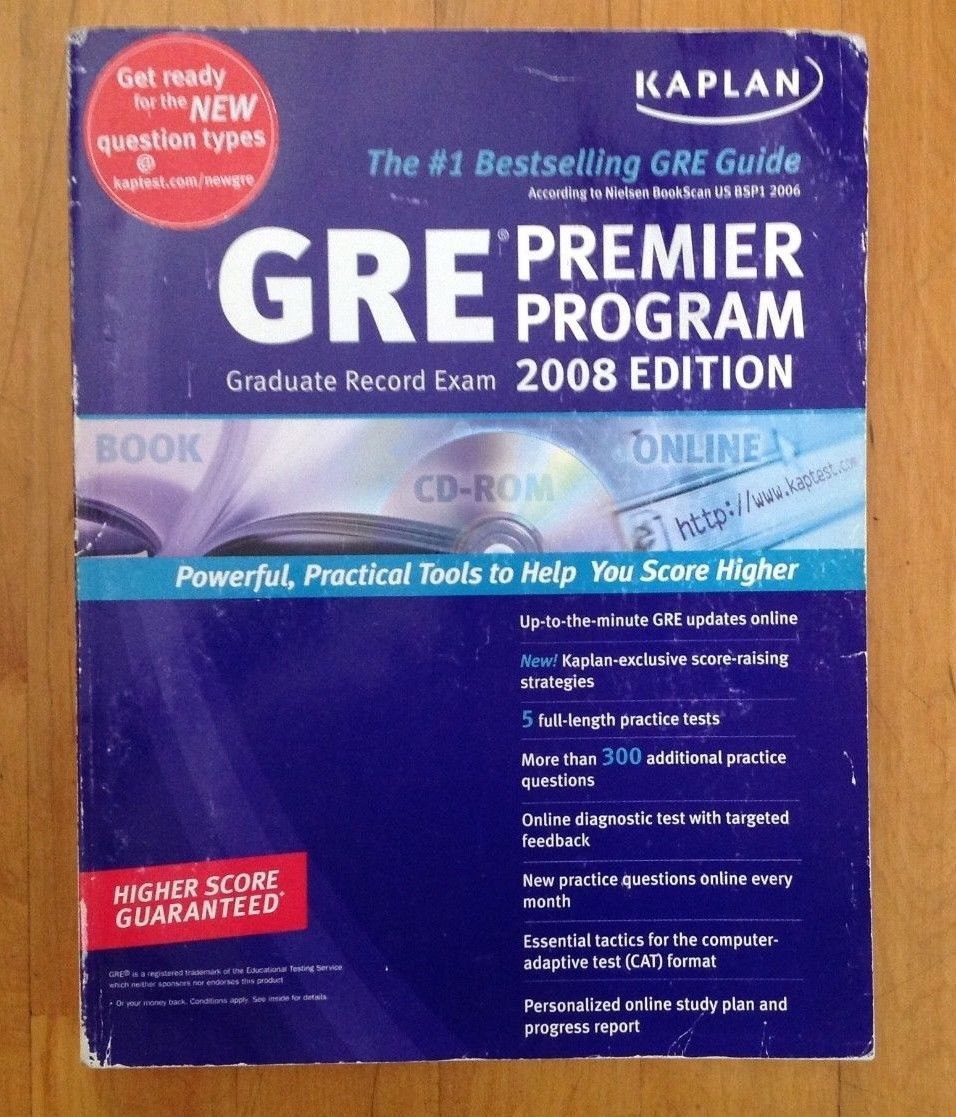 Get ready
for the NEW
question types
@
kaptest.com/newgre
KAPLAN
The #1 Bestselling GRE Guide
According to Nielsen BookScan US BSP1 2006
GRE® PREMIER
PROGRAM
Graduate Record Exam 2008 EDITION
BOOK
CD-ROM
ONLINE
http://www.kaptest.com
Powerful, Practical Tools to Help You Score Higher
Up-to-the-minute GRE updates online
New! Kaplan-exclusive score-raising
strategies
5 full-length practice tests
More than 300 additional practice
questions
Online diagnostic test with targeted
feedback
New practice questions online every
month
Essential tactics for the computer-
adaptive test (CAT) format
Personalized online study plan and
progress report
HIGHER SCORE
GUARANTEED*
GRE® is a registered trademark of the Educational Testing Service
which neither sponsors nor endorses this product
* Or your money back. Conditions apply. See inside for details.